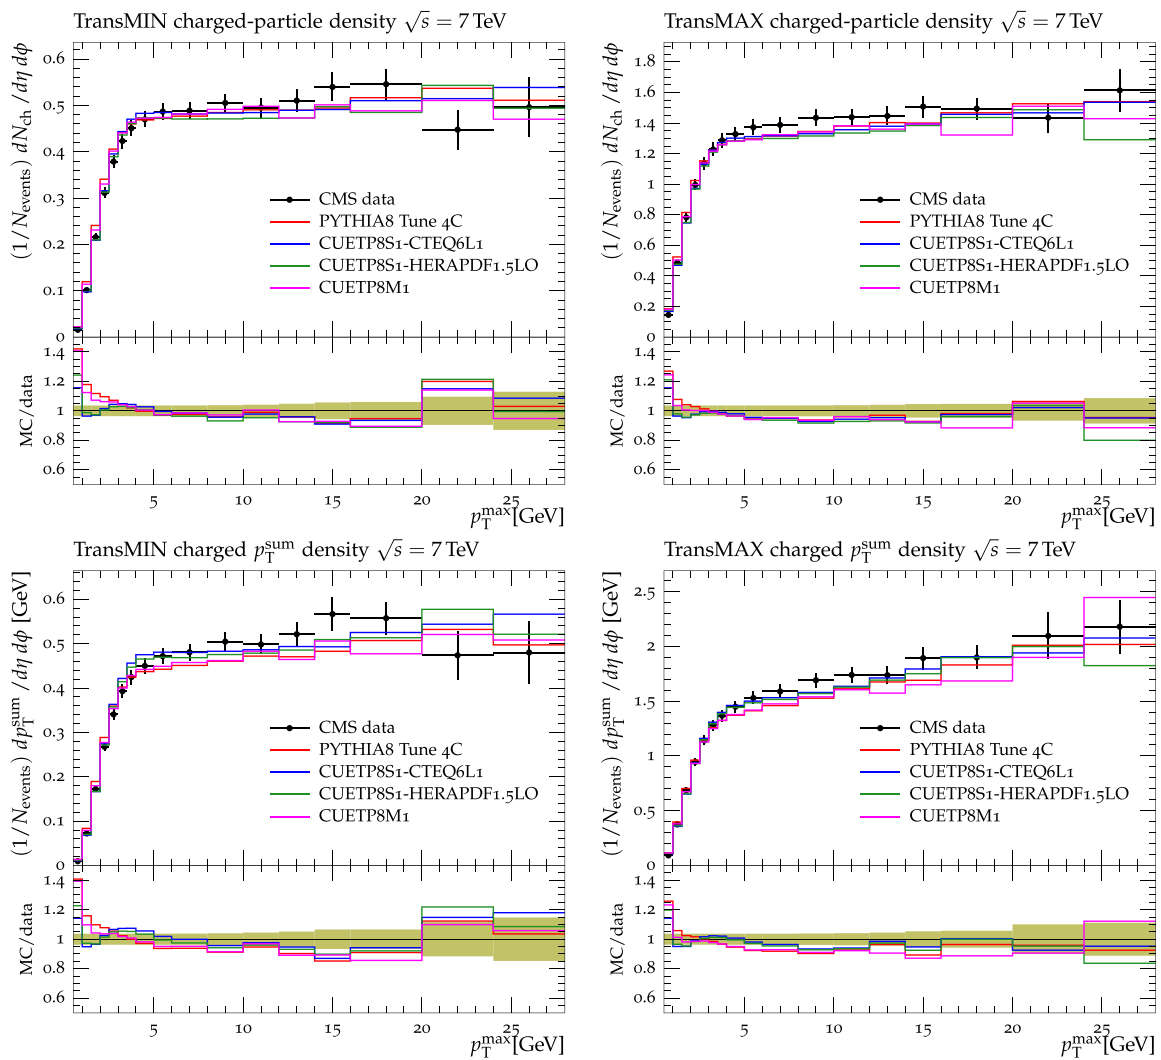 TransMIN charged-particle density √s = 7 TeV
(1/N_events) dN_ch/dη dϕ
0.6
0.5
0.4
0.3
0.2
0.1
0
CMS data
PYTHIA8 Tune 4C
CUETP8S1-CTEQ6L1
CUETP8S1-HERAPDF1.5LO
CUETP8M1
MC/data
1.4
1.2
1
0.8
0.6
5 10 15 20 25
p_T^max [GeV]
TransMAX charged-particle density √s = 7 TeV
(1/N_events) dN_ch/dη dϕ
1.8
1.6
1.4
1.2
1
0.8
0.6
0.4
0.2
0
CMS data
PYTHIA8 Tune 4C
CUETP8S1-CTEQ6L1
CUETP8S1-HERAPDF1.5LO
CUETP8M1
MC/data
1.4
1.2
1
0.8
0.6
5 10 15 20 25
p_T^max [GeV]
TransMIN charged p_T^sum density √s = 7 TeV
(1/N_events) dp_T^sum/dη dϕ [GeV]
0.6
0.5
0.4
0.3
0.2
0.1
0
CMS data
PYTHIA8 Tune 4C
CUETP8S1-CTEQ6L1
CUETP8S1-HERAPDF1.5LO
CUETP8M1
MC/data
1.4
1.2
1
0.8
0.6
5 10 15 20 25
p_T^max [GeV]
TransMAX charged p_T^sum density √s = 7 TeV
(1/N_events) dp_T^sum/dη dϕ [GeV]
2.5
2
1.5
1
0.5
0
CMS data
PYTHIA8 Tune 4C
CUETP8S1-CTEQ6L1
CUETP8S1-HERAPDF1.5LO
CUETP8M1
MC/data
1.4
1.2
1
0.8
0.6
5 10 15 20 25
p_T^max [GeV]